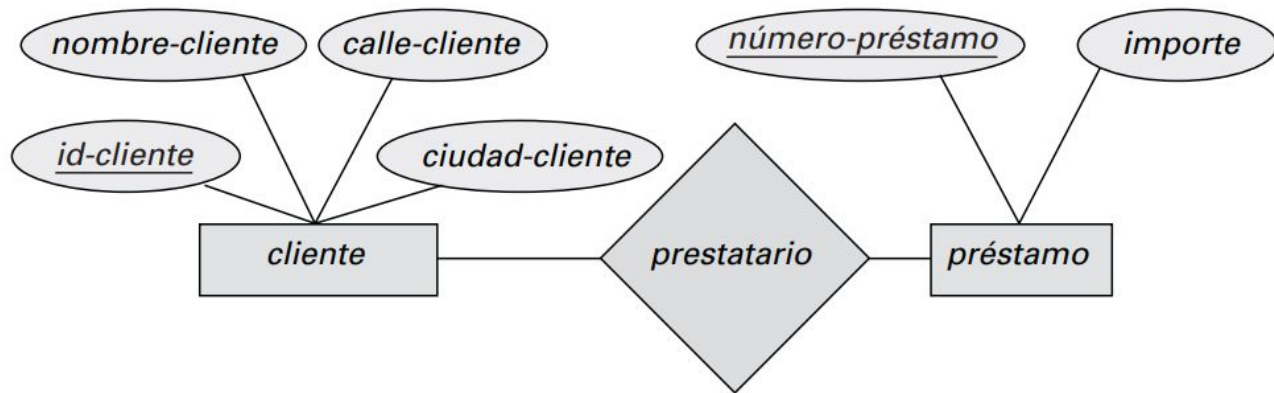 nombre-cliente
calle-cliente
número-préstamo
importe
id-cliente
ciudad-cliente
cliente
prestatario
préstamo